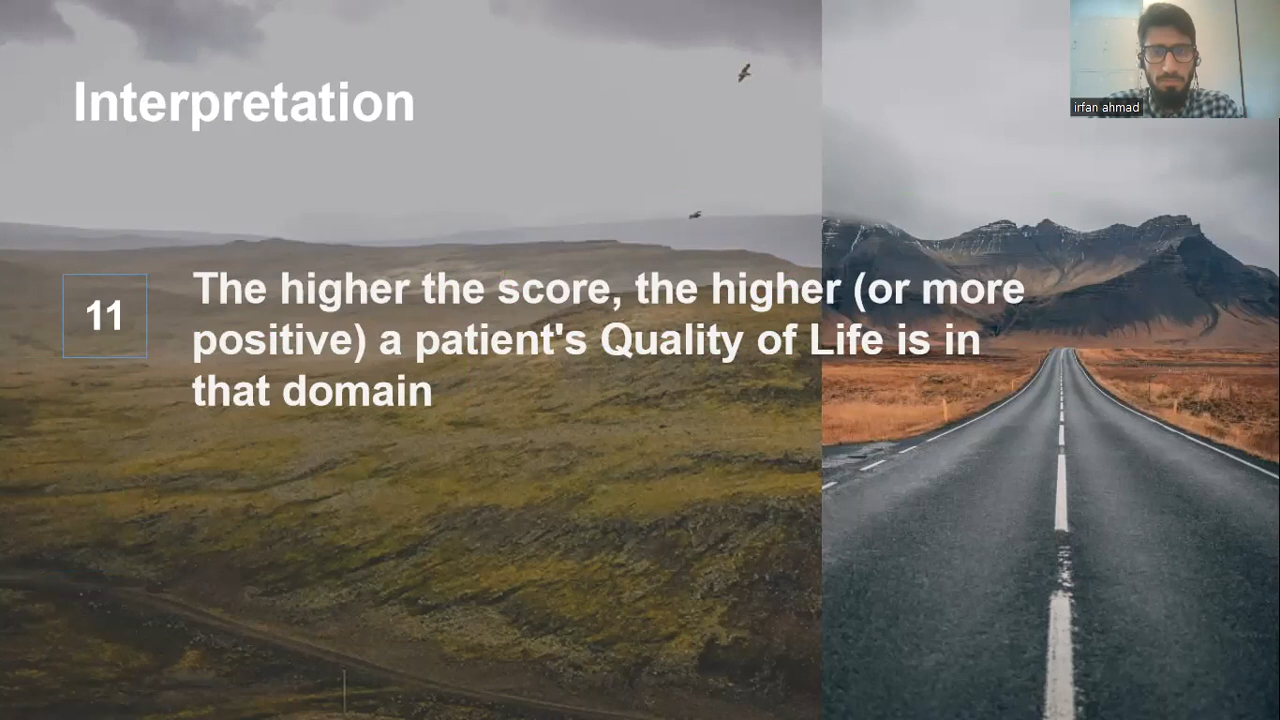 Interpretation
irfan ahmad
11
The higher the score, the higher (or more
positive) a patient's Quality of Life is in
that domain